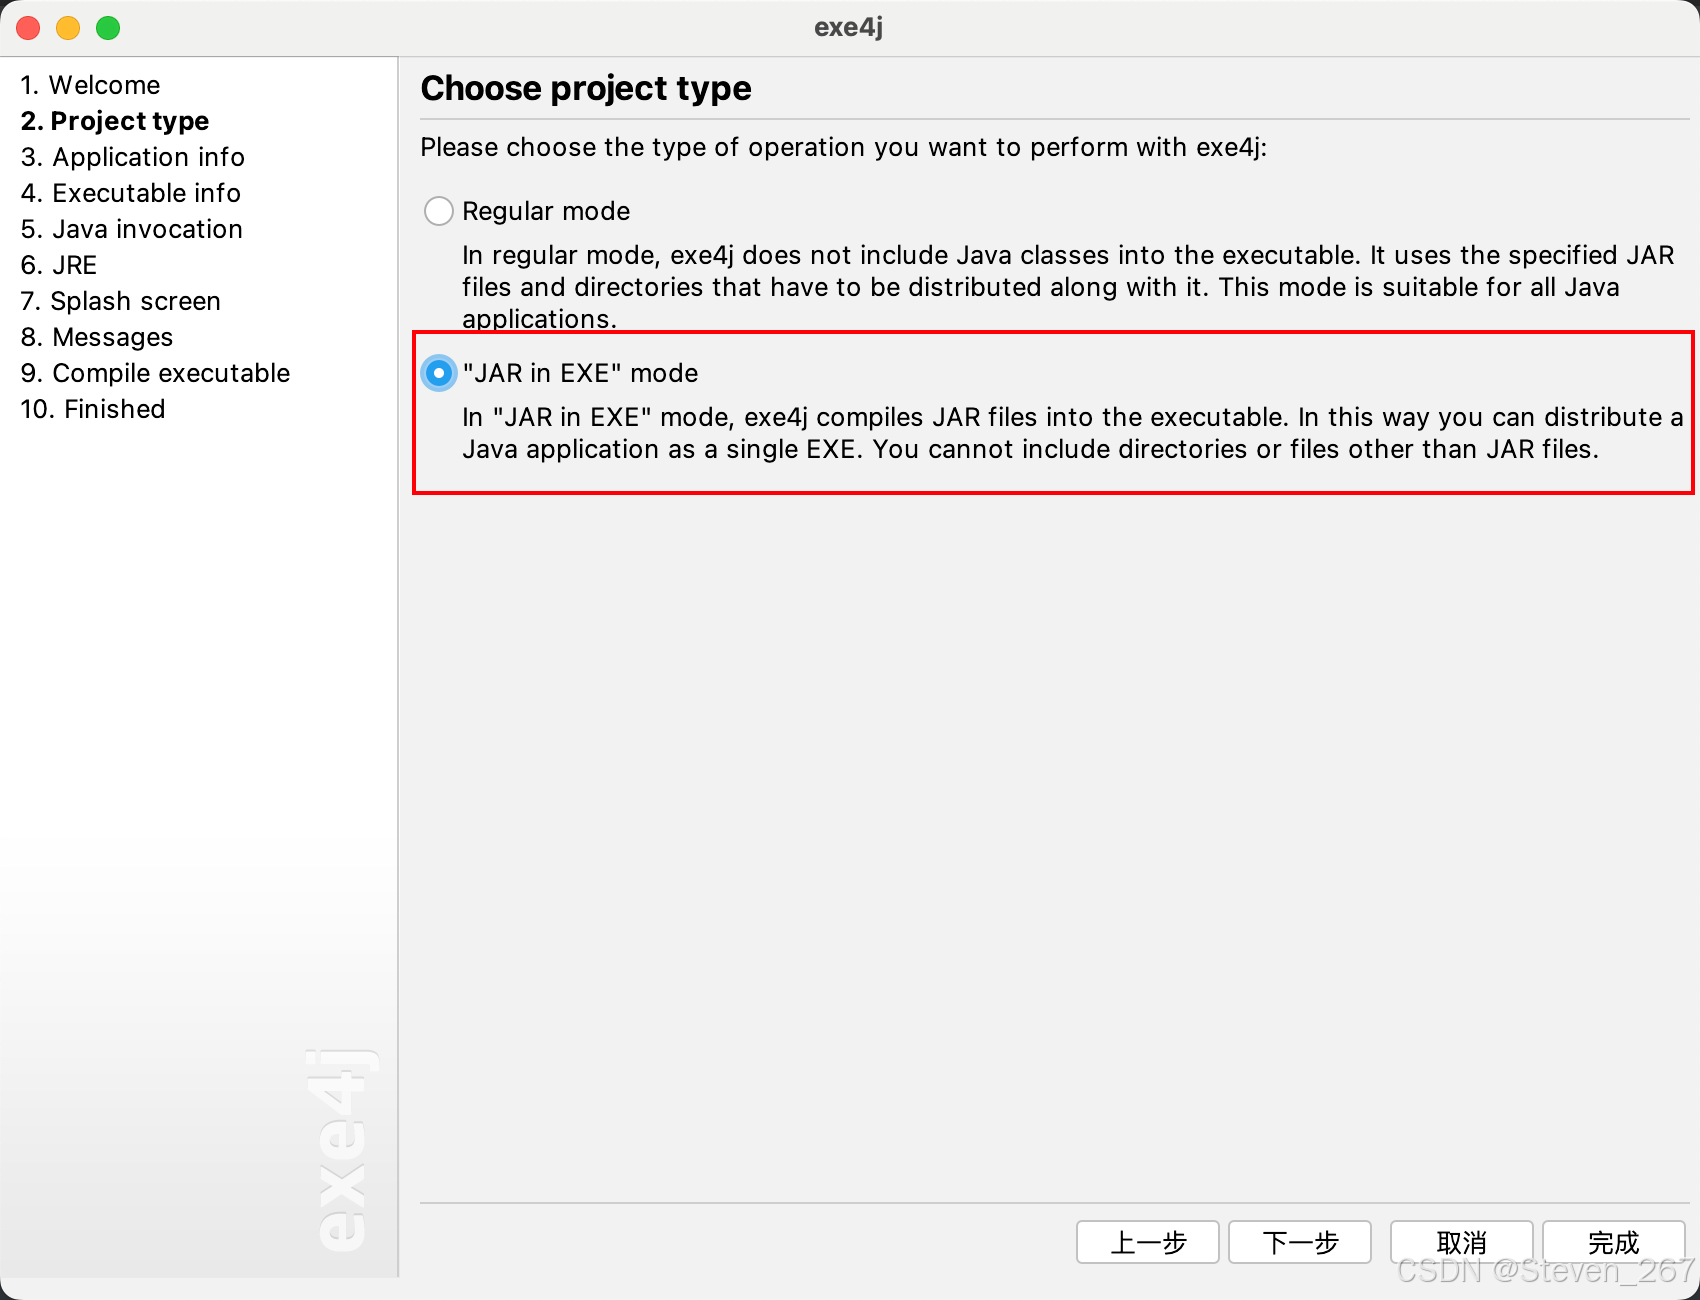 exe4j
1. Welcome
2. Project type
3. Application info
4. Executable info
5. Java invocation
6. JRE
7. Splash screen
8. Messages
9. Compile executable
10. Finished
exe4j
Choose project type
Please choose the type of operation you want to perform with exe4j:
Regular mode
In regular mode, exe4j does not include Java classes into the executable. It uses the specified JAR
files and directories that have to be distributed along with it. This mode is suitable for all Java
applications.
"JAR in EXE" mode
In "JAR in EXE" mode, exe4j compiles JAR files into the executable. In this way you can distribute a
Java application as a single EXE. You cannot include directories or files other than JAR files.
上一步 下一步 取消 完成
CSDN @Steven_267